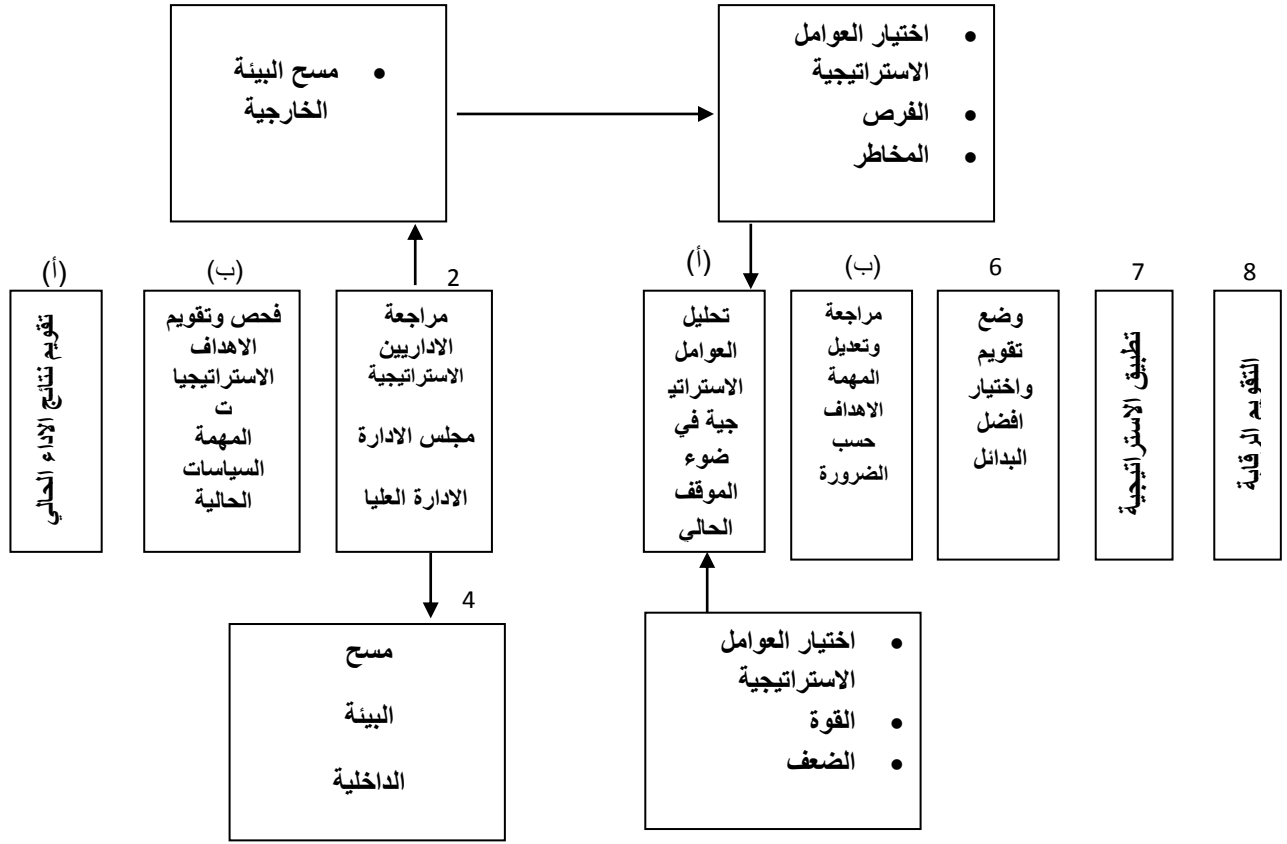 • مسح البيئة
الخارجية
• اختيار العوامل
الاستراتيجية
• الفرص
• المخاطر
(أ)
تقويم نتائج الاداء الحالي
(ب)
فحص وتقويم
الاهداف
الاستراتيجيا
ت
المهمة
السياسات
الحالية
2
مراجعة
الاداريين
الاستراتيجية
مجلس الادارة
الادارة العليا
(أ)
تحليل
العوامل
الاستراتي
جية في
ضوء
الموقف
الحالي
(ب)
مراجعة
وتعديل
المهمة
الاهداف
حسب
الضرورة
6
وضع
تقويم
واختيار
افضل
البدائل
7
تطبيق الاستراتيجية
8
التقويم الرقابة
4
مسح
البيئة
الداخلية
• اختيار العوامل
الاستراتيجية
• القوة
• الضعف